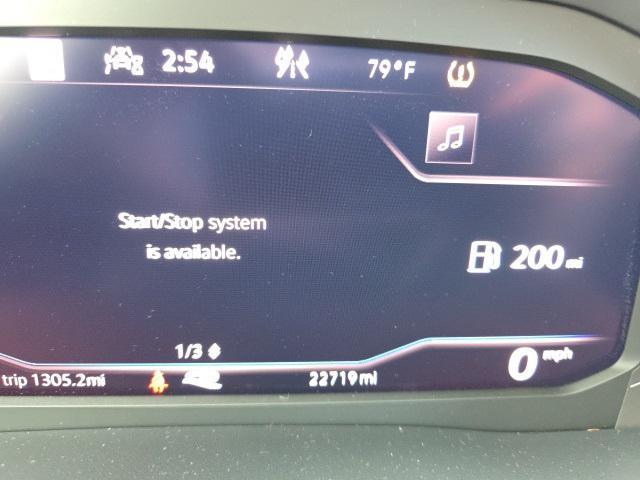 2:54
79°F
Start/Stop system
is available.
200 mi
1/3
0 mph
trip 1305.2mi
22719mi